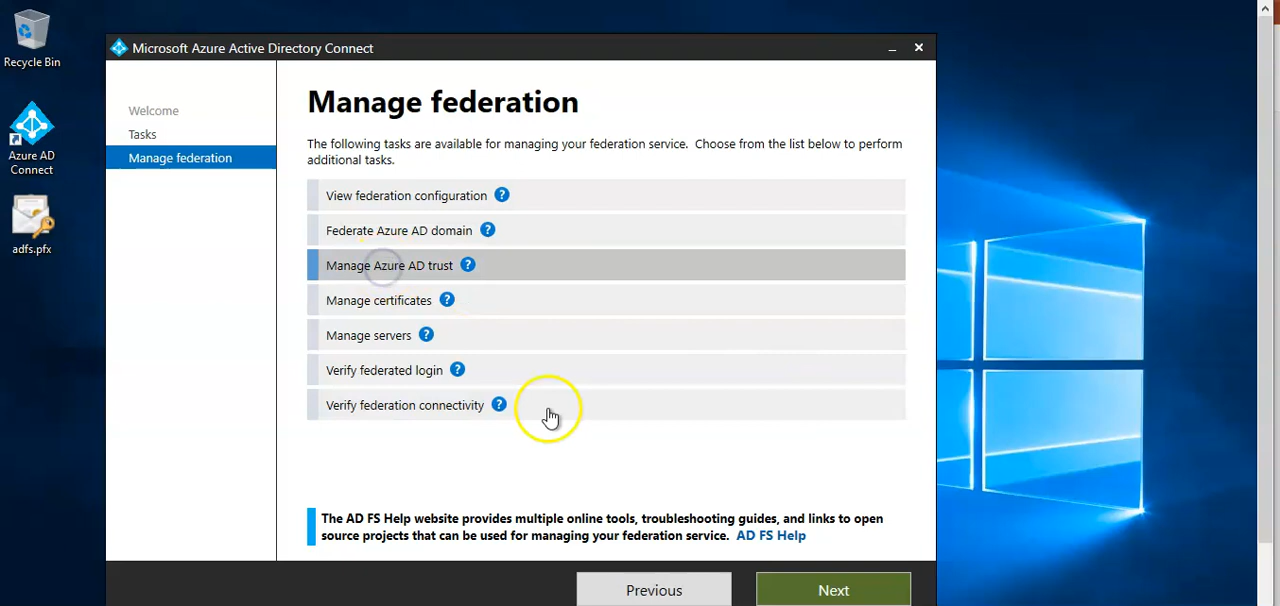 Recycle Bin
Azure AD
Connect
adfs.pfx
Microsoft Azure Active Directory Connect
Welcome
Tasks
Manage federation
Manage federation
The following tasks are available for managing your federation service. Choose from the list below to perform
additional tasks.
View federation configuration ?
Federate Azure AD domain ?
Manage Azure AD trust ?
Manage certificates ?
Manage servers ?
Verify federated login ?
Verify federation connectivity ?
The AD FS Help website provides multiple online tools, troubleshooting guides, and links to open
source projects that can be used for managing your federation service. AD FS Help
Previous
Next